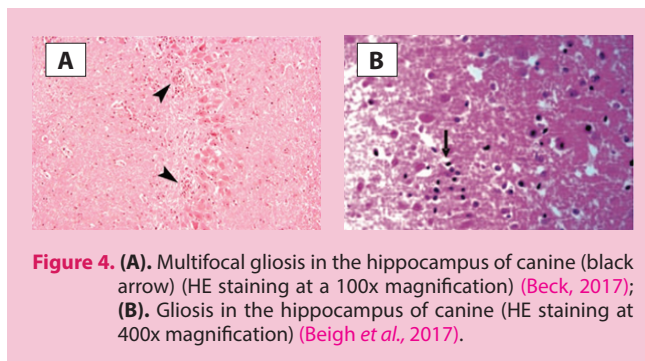 A
B
Figure 4. (A). Multifocal gliosis in the hippocampus of canine (black
arrow) (HE staining at a 100x magnification) (Beck, 2017);
(B). Gliosis in the hippocampus of canine (HE staining at
400x magnification) (Beigh et al., 2017).